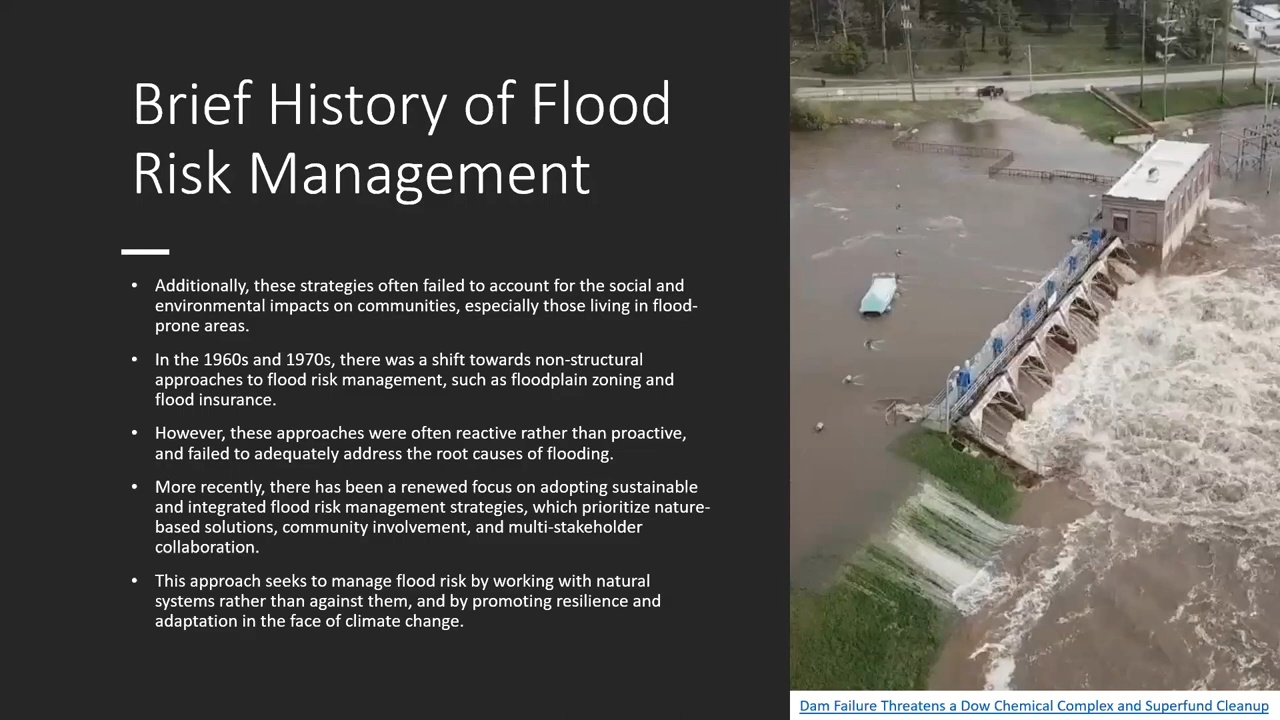 Brief History of Flood
Risk Management
• Additionally, these strategies often failed to account for the social and
environmental impacts on communities, especially those living in flood-
prone areas.
• In the 1960s and 1970s, there was a shift towards non-structural
approaches to flood risk management, such as floodplain zoning and
flood insurance.
• However, these approaches were often reactive rather than proactive,
and failed to adequately address the root causes of flooding.
• More recently, there has been a renewed focus on adopting sustainable
and integrated flood risk management strategies, which prioritize nature-
based solutions, community involvement, and multi-stakeholder
collaboration.
• This approach seeks to manage flood risk by working with natural
systems rather than against them, and by promoting resilience and
adaptation in the face of climate change.
Dam Failure Threatens a Dow Chemical Complex and Superfund Cleanup